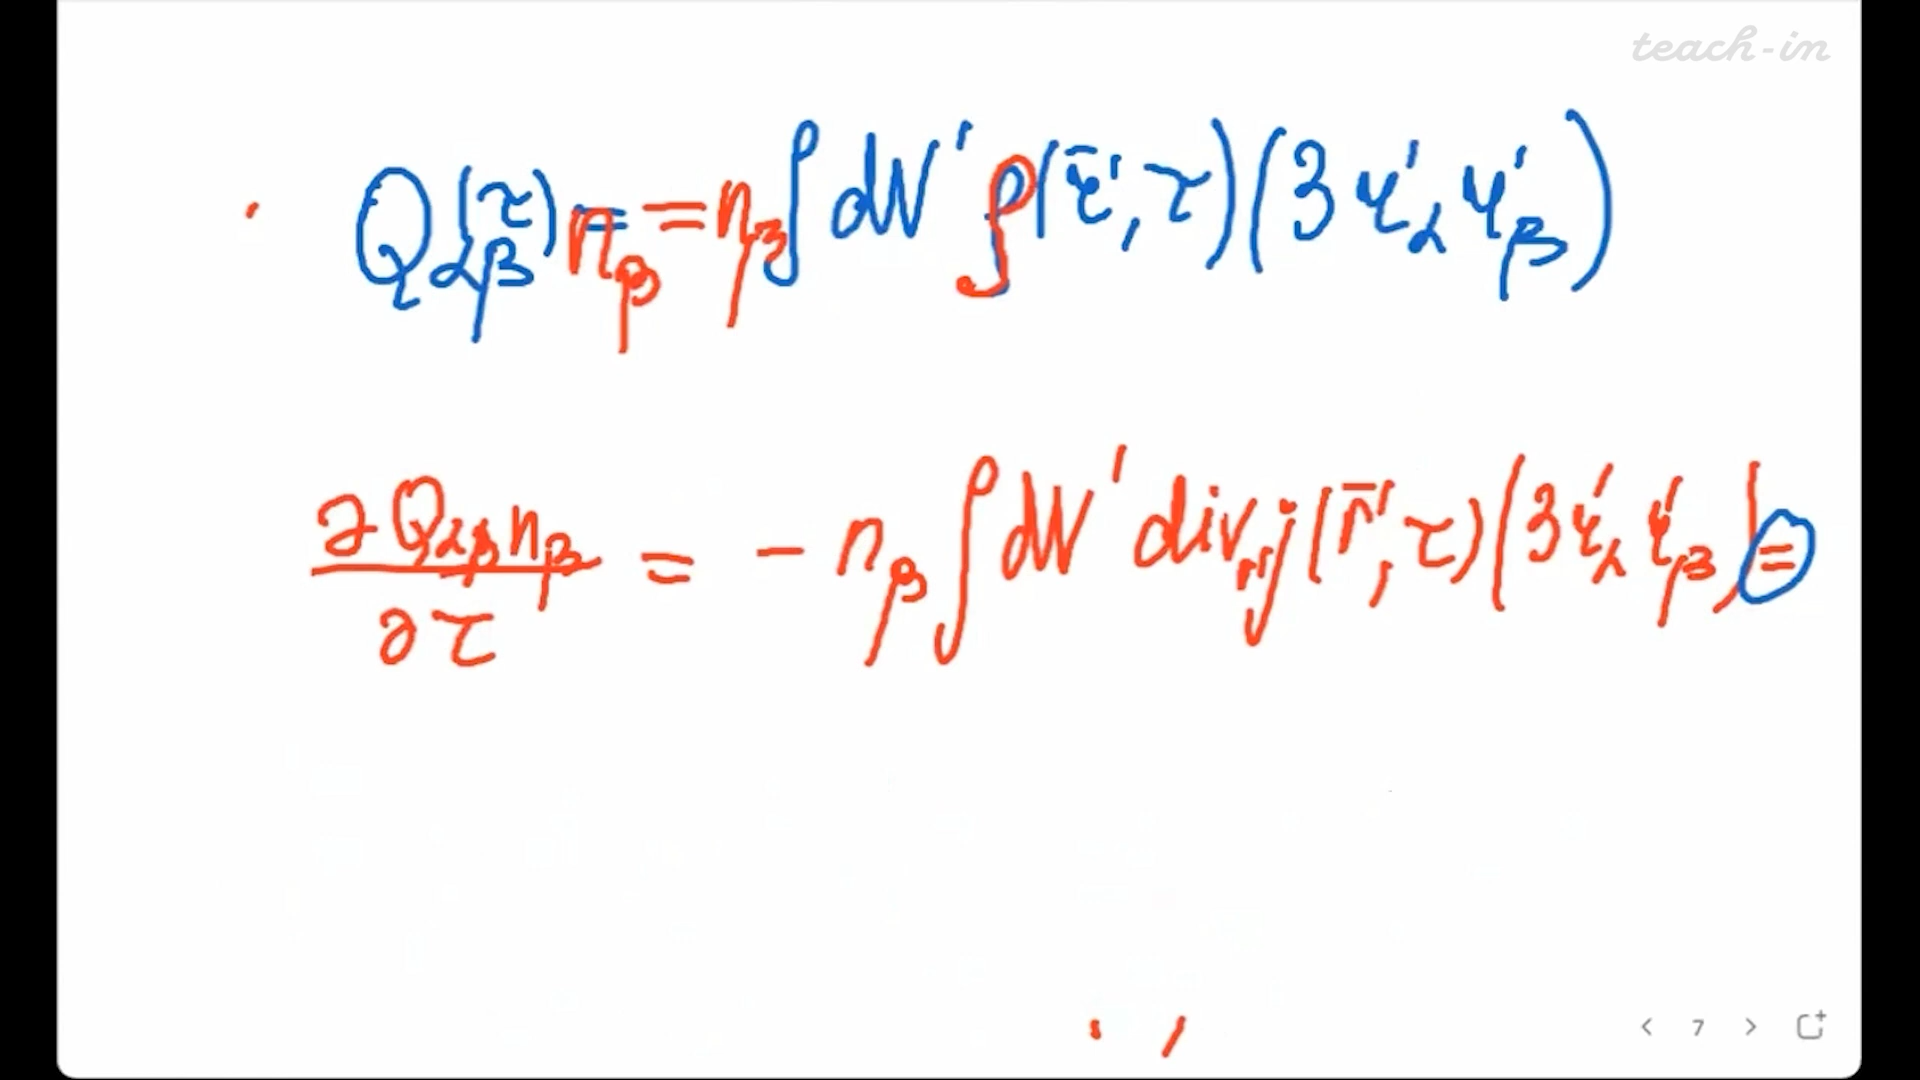 teach-in
Q_{αβ}(τ) n_β = n_β ∫ dV' ρ(r̄', τ) (3 r'_α r'_β)
∂Q_{αβ} n_β / ∂τ = - n_β ∫ dV' div_{r'} j (r̄', τ) (3 r'_α r'_β) =
< 7 >